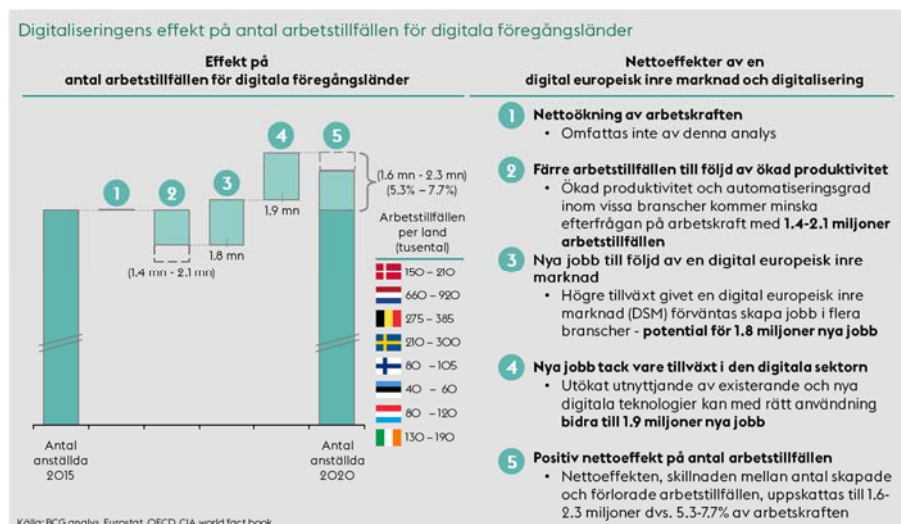 Digitaliseringens effekt på antal arbetstillfällen för digitala föregångsländer
Effekt på
antal arbetstillfällen för digitala föregångsländer
1
2
3
4
5
(1.4 mn - 2.1 mn)
1.8 mn
1.9 mn
(1.6 mn - 2.3 mn)
(5.3% – 7.7%)
Arbetstillfällen
per land
(tusental)
150 – 210
660 – 920
275 – 385
210 – 300
80 – 105
40 – 60
80 – 120
130 – 190
Antal
anställda
2015
Antal
anställda
2020
Nettoeffekter av en
digital europeisk inre marknad och digitalisering
1 Nettoökning av arbetskraften
• Omfattas inte av denna analys
2 Färre arbetstillfällen till följd av ökad produktivitet
• Ökad produktivitet och automatiseringsgrad
inom vissa branscher kommer minska
efterfrågan på arbetskraft med 1.4-2.1 miljoner
arbetstillfällen
3 Nya jobb till följd av en digital europeisk inre
marknad
• Högre tillväxt givet en digital europeisk inre
marknad (DSM) förväntas skapa jobb i flera
branscher - potential för 1.8 miljoner nya jobb
4 Nya jobb tack vare tillväxt i den digitala sektorn
• Utökat utnyttjande av existerande och nya
digitala teknologier kan med rätt användning
bidra till 1.9 miljoner nya jobb
5 Positiv nettoeffekt på antal arbetstillfällen
• Nettoeffekten, skillnaden mellan antal skapade
och förlorade arbetstillfällen, uppskattas till 1.6-
2.3 miljoner dvs. 5.3-7.7% av arbetskraften
Källa: BCG analys, Eurostat, OECD, CIA world fact book